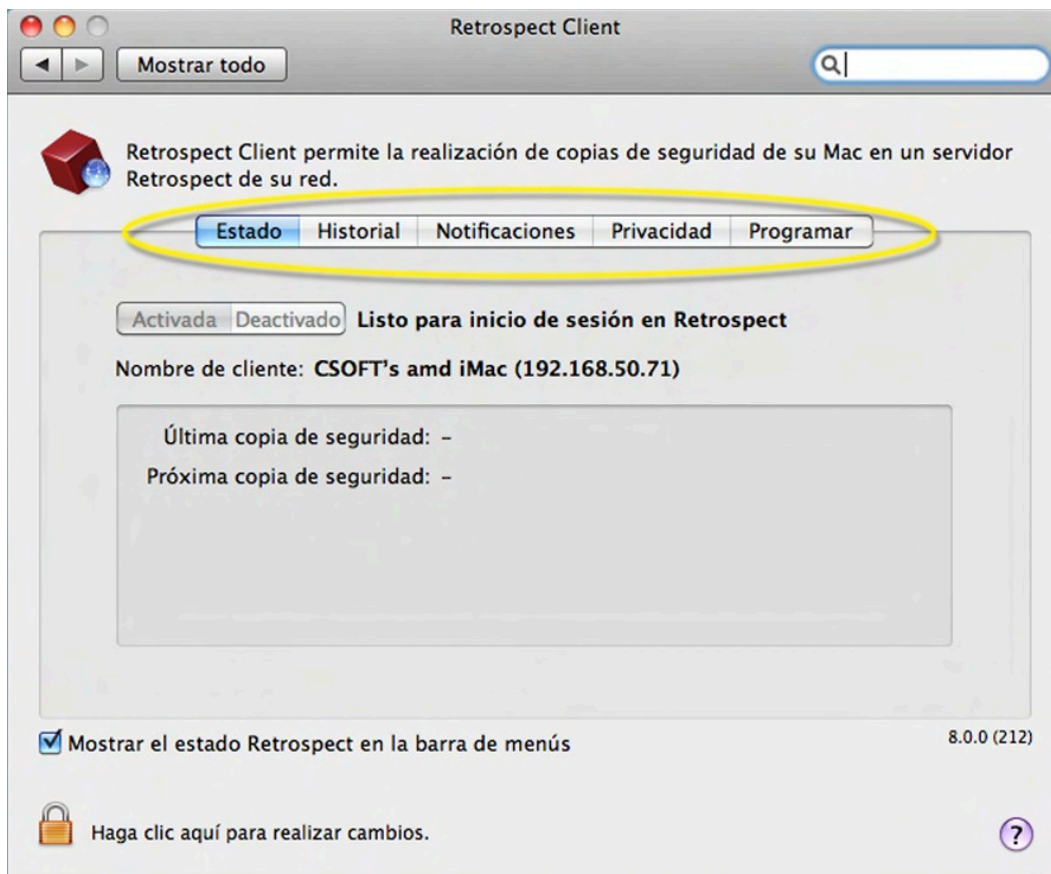 Retrospect Client
Mostrar todo
Retrospect Client permite la realización de copias de seguridad de su Mac en un servidor
Retrospect de su red.
Estado Historial Notificaciones Privacidad Programar
Activada Deactivado Listo para inicio de sesión en Retrospect
Nombre de cliente: CSOFT's amd iMac (192.168.50.71)
Última copia de seguridad: –
Próxima copia de seguridad: –
Mostrar el estado Retrospect en la barra de menús
8.0.0 (212)
Haga clic aquí para realizar cambios.
?